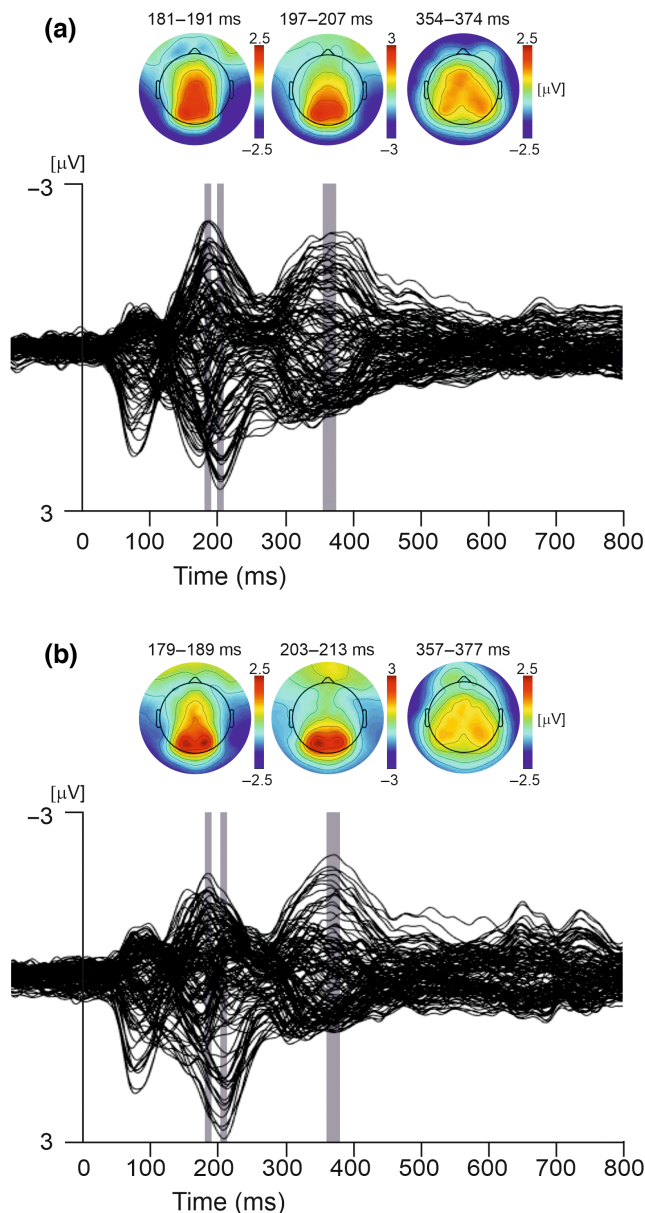 (a)
181–191 ms 197–207 ms 354–374 ms
2.5 3 2.5
[μV]
–2.5 –3 –2.5
[μV]
–3
3
0 100 200 300 400 500 600 700 800
Time (ms)
(b)
179–189 ms 203–213 ms 357–377 ms
2.5 3 2.5
[μV]
–2.5 –3 –2.5
[μV]
–3
3
0 100 200 300 400 500 600 700 800
Time (ms)